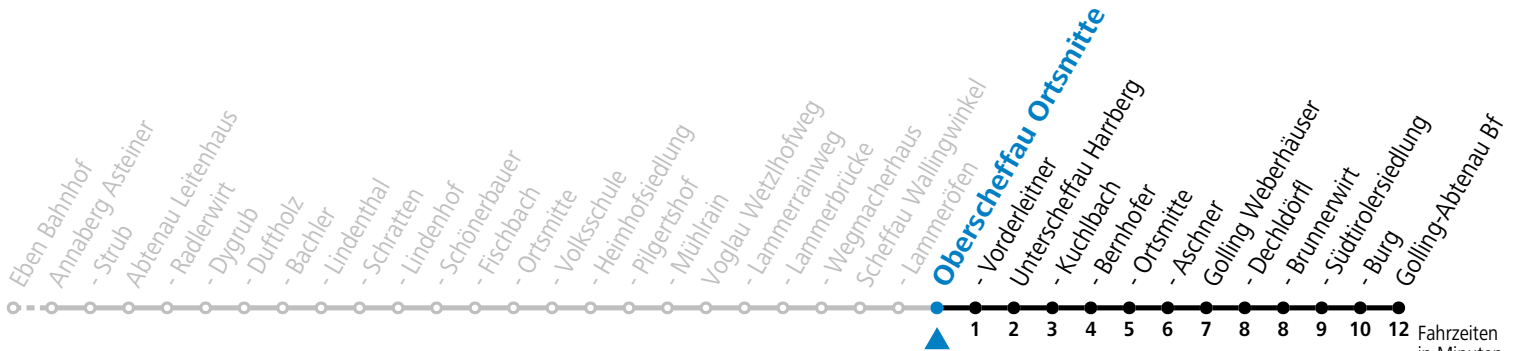 Eben Bahnhof
Annaberg Asteiner
- Strub
Abtenau Leitenhaus
- Radlerwirt
- Dygrub
- Duftholz
- Bachler
- Lindenthal
- Schratten
- Lindenhof
- Schönerbauer
- Fischbach
- Ortsmitte
- Volksschule
- Heimhofsiedlung
- Pilgertshof
- Mühlrain
Voglau Wetzlhofweg
- Lammerrainweg
- Lammerbrücke
- Wegmacherhaus
Scheffau Wallingwinkel
- Lammeröfen
Oberscheffau Ortsmitte
- Vorderleitner
Unterscheffau Harrberg
- Kuchlbach
- Bernhofer
- Ortsmitte
- Aschner
Golling Weberhäuser
- Dechldörfl
- Brunnerwirt
- Südtirolersiedlung
- Burg
Golling-Abtenau Bf
1 2 3 4 5 6 7 8 8 9 10 12 Fahrzeiten
in Minuten